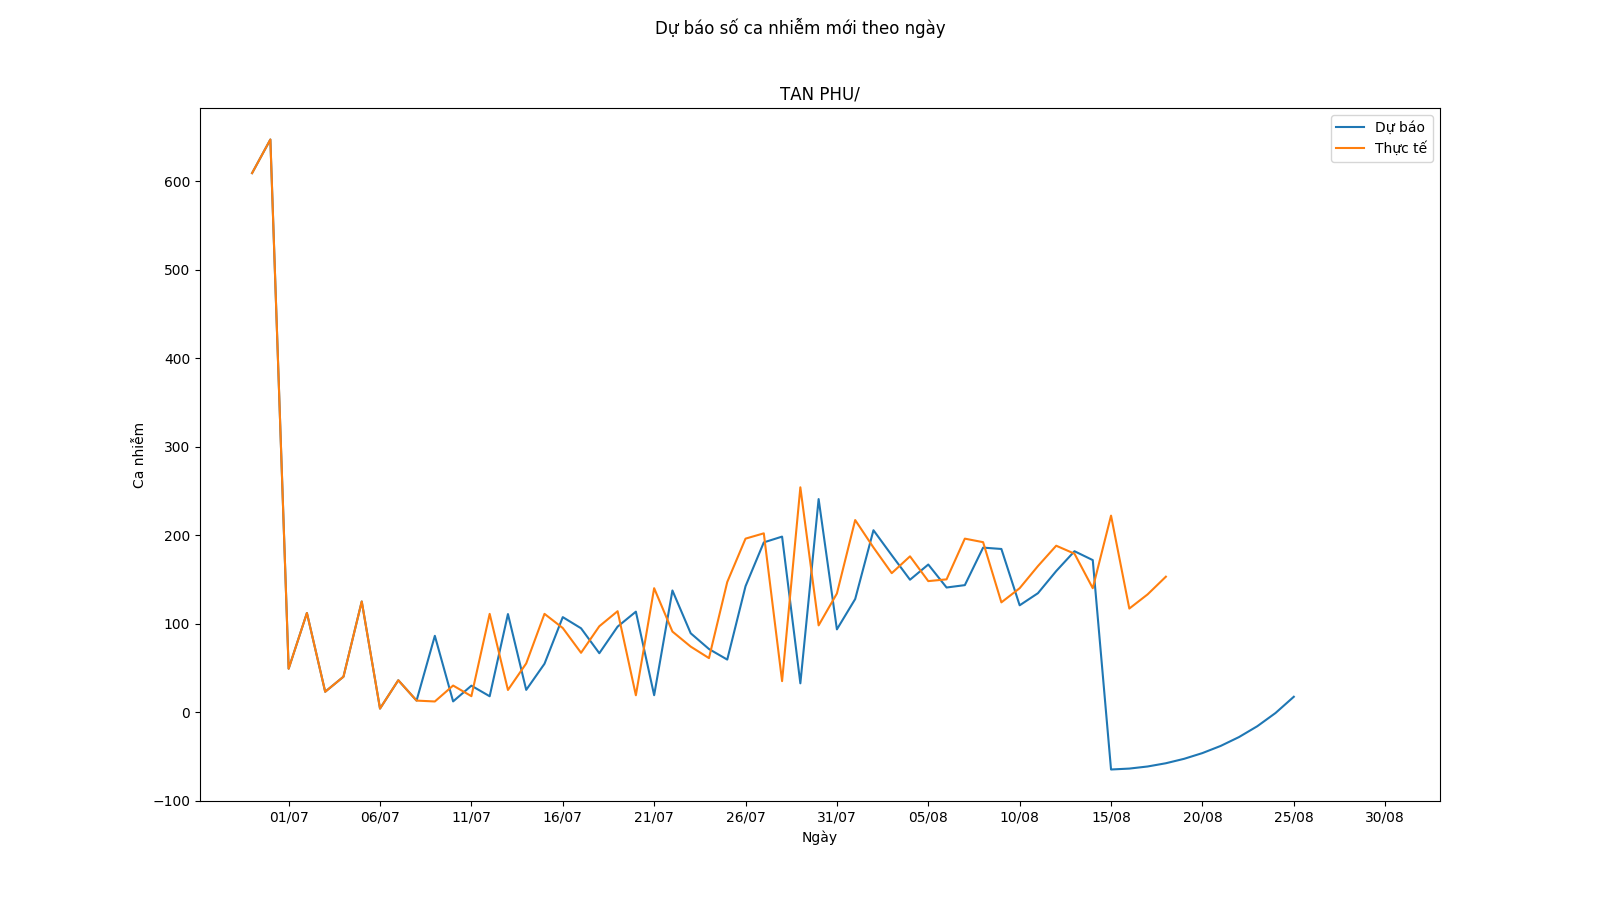 Dự báo số ca nhiễm mới theo ngày
TAN PHU/
Dự báo
Thực tế
600
500
400
300
200
100
0
−100
Ca nhiễm
01/07 06/07 11/07 16/07 21/07 26/07 31/07 05/08 10/08 15/08 20/08 25/08 30/08
Ngày